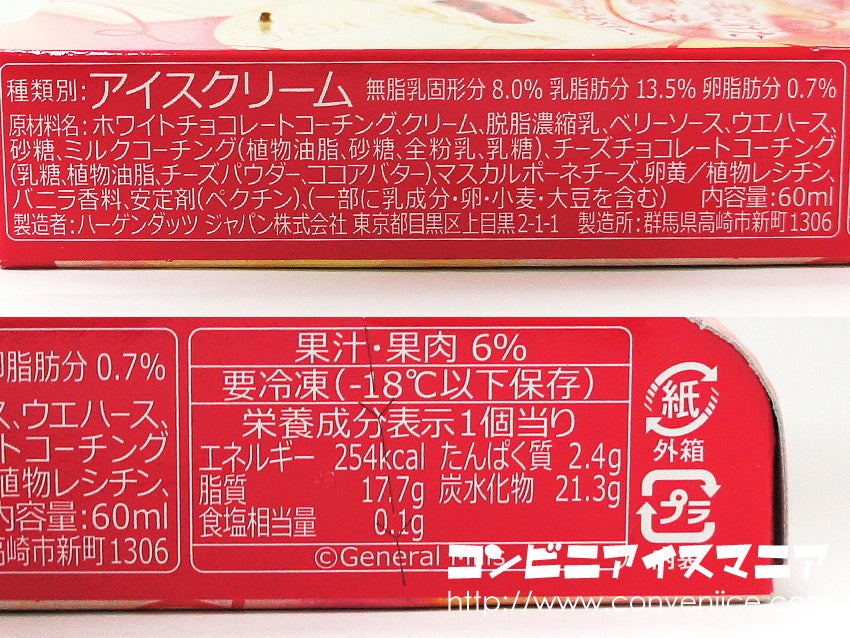 種類別:アイスクリーム 無脂乳固形分 8.0% 乳脂肪分 13.5% 卵脂肪分 0.7%
原材料名:ホワイトチョコレートコーチング、クリーム、脱脂濃縮乳、ベリーソース、ウエハース、
砂糖、ミルクコーチング(植物油脂、砂糖、全粉乳、乳糖)、チーズチョコレートコーチング
(乳糖、植物油脂、チーズパウダー、ココアバター)マスカルポーネチーズ、卵黄/植物レシチン、
バニラ香料、安定剤(ペクチン)、(一部に乳成分・卵・小麦・大豆を含む) 内容量:60ml
製造者:ハーゲンダッツ ジャパン株式会社 東京都目黒区上目黒2-1-1 製造所:群馬県高崎市新町1306
卵脂肪分 0.7%
ス、ウエハース、
トコーチング
植物レシチン、
内容量:60ml
高崎市新町1306
果汁・果肉 6%
要冷凍(-18℃以下保存)
栄養成分表示1個当り
エネルギー 254kcal たんぱく質 2.4g
脂質 17.7g 炭水化物 21.3g
食塩相当量 0.1g
©General Mills
紙
外箱
プラ
コンビニアイスマニア
http://www.conveniice.com/